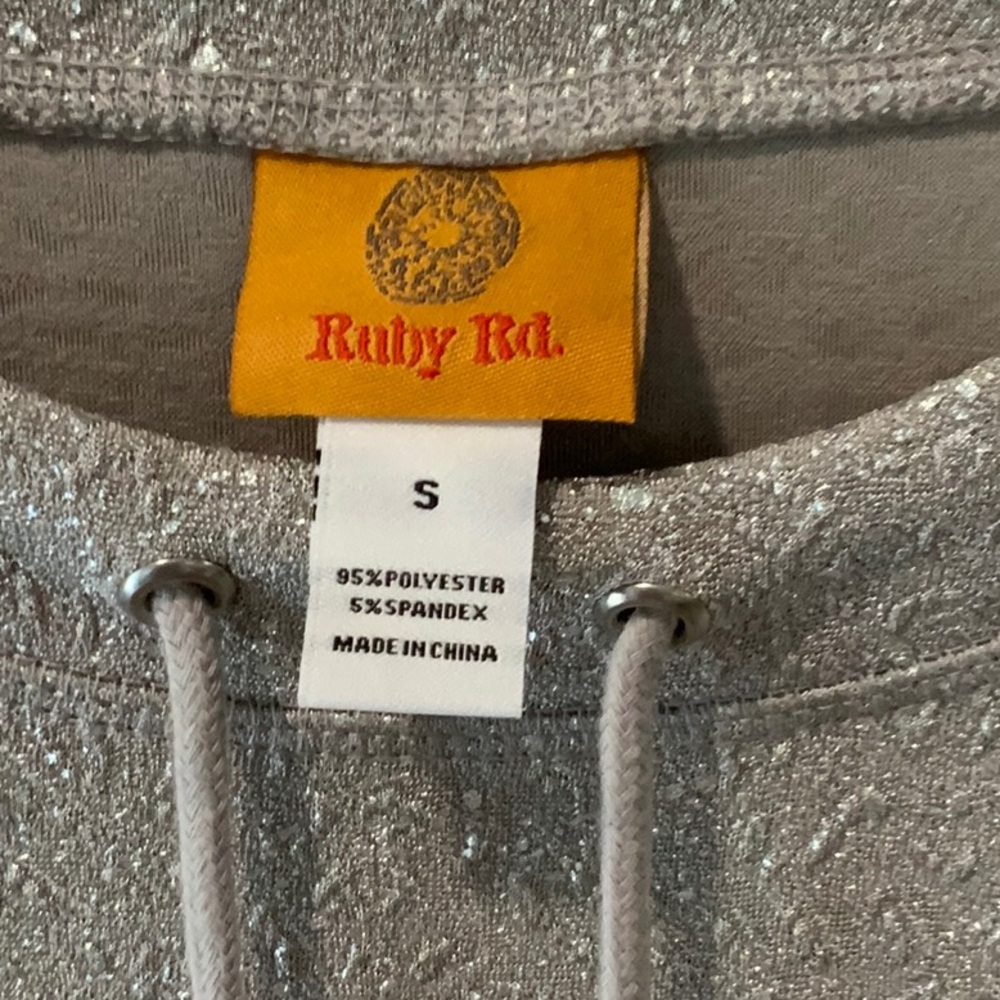 Ruby Rd.
S
95%POLYESTER
5%SPANDEX
MADE IN CHINA